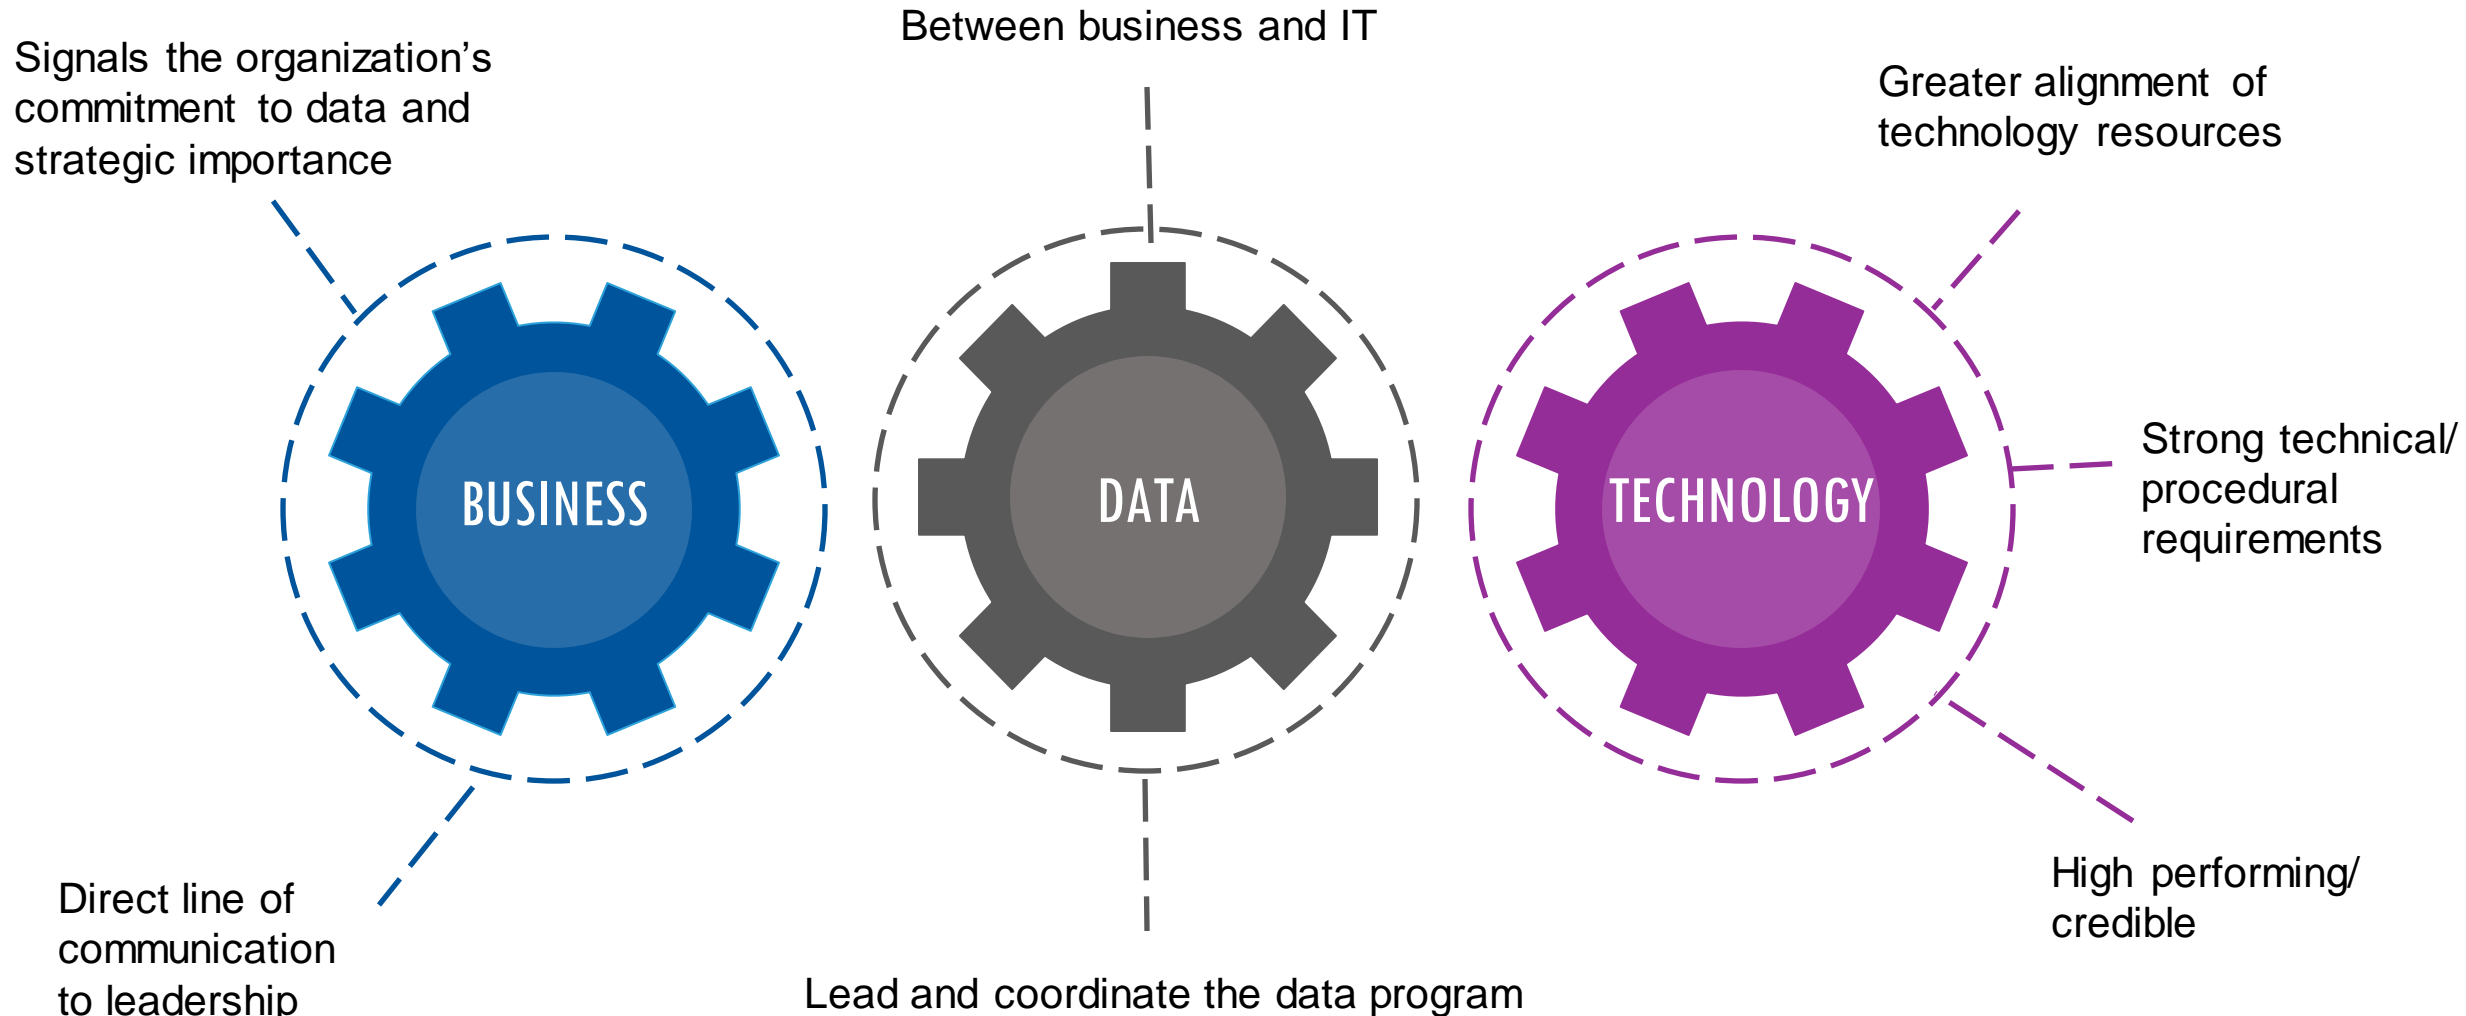 Between business and IT
Signals the organization's
commitment to data and
strategic importance
Greater alignment of
technology resources
BUSINESS
DATA
TECHNOLOGY
Strong technical/
procedural
requirements
Direct line of
communication
to leadership
High performing/
credible
Lead and coordinate the data program